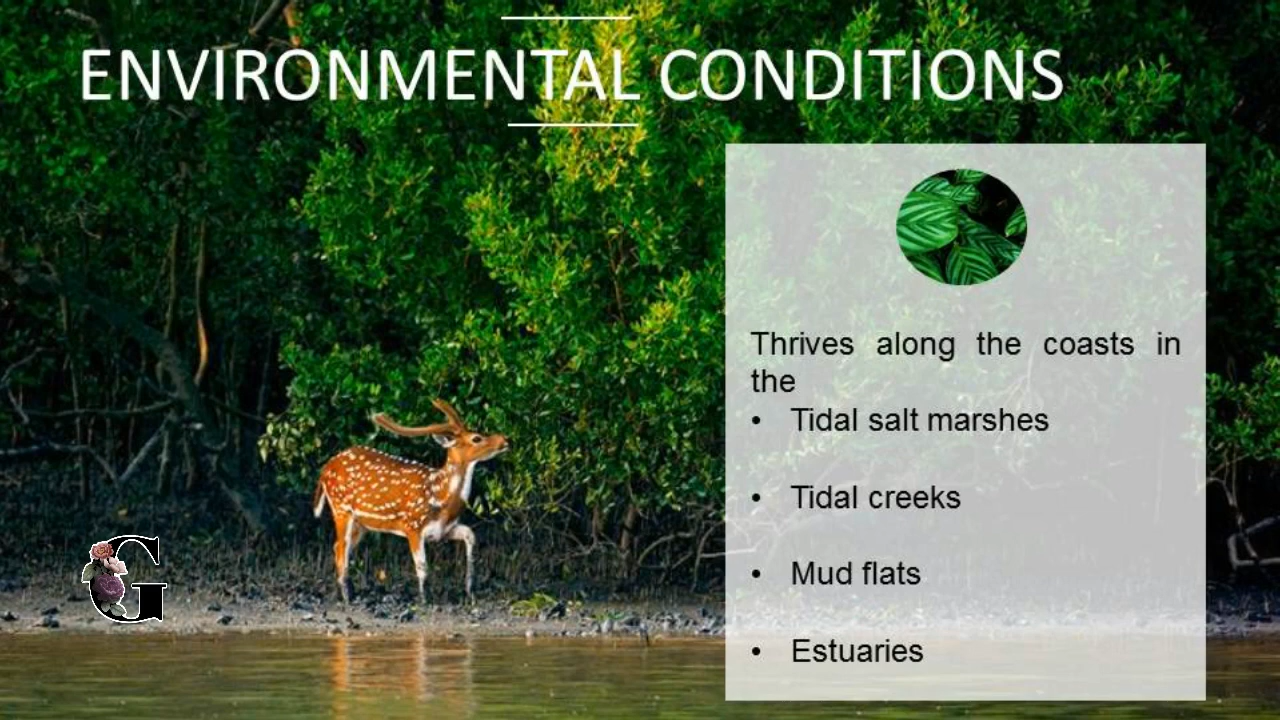 ENVIRONMENTAL CONDITIONS
Thrives along the coasts in
the
• Tidal salt marshes
• Tidal creeks
• Mud flats
• Estuaries
G